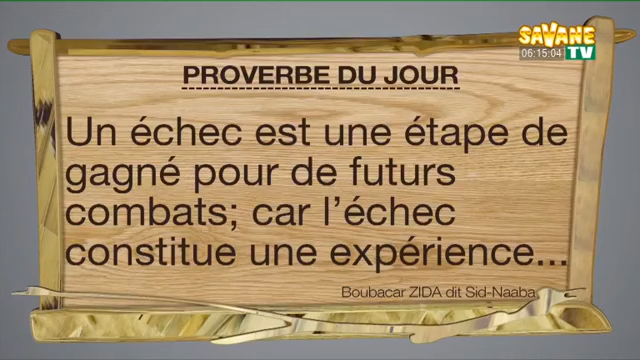 SAVANE
TV
06:15:04
PROVERBE DU JOUR
Un échec est une étape de
gagné pour de futurs
combats; car l’échec
constitue une expérience...
Boubacar ZIDA dit Sid-Naaba